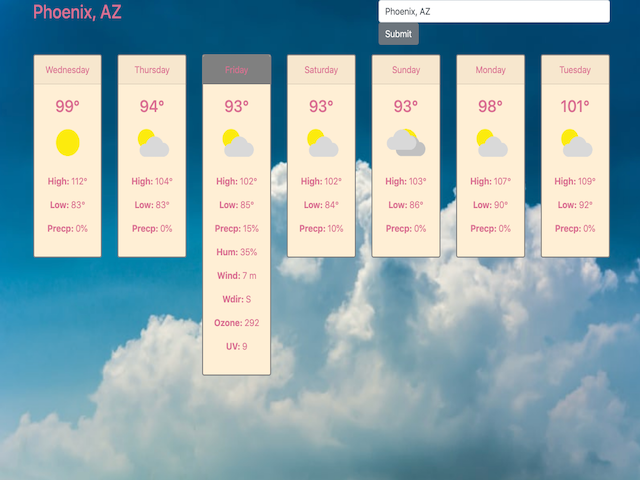 Phoenix, AZ
Phoenix, AZ
Submit
Wednesday
99°
High: 112°
Low: 83°
Precp: 0%
Thursday
94°
High: 104°
Low: 83°
Precp: 0%
Friday
93°
High: 102°
Low: 85°
Precp: 15%
Hum: 35%
Wind: 7 m
Wdir: S
Ozone: 292
UV: 9
Saturday
93°
High: 102°
Low: 84°
Precp: 10%
Sunday
93°
High: 103°
Low: 86°
Precp: 0%
Monday
98°
High: 107°
Low: 90°
Precp: 0%
Tuesday
101°
High: 109°
Low: 92°
Precp: 0%